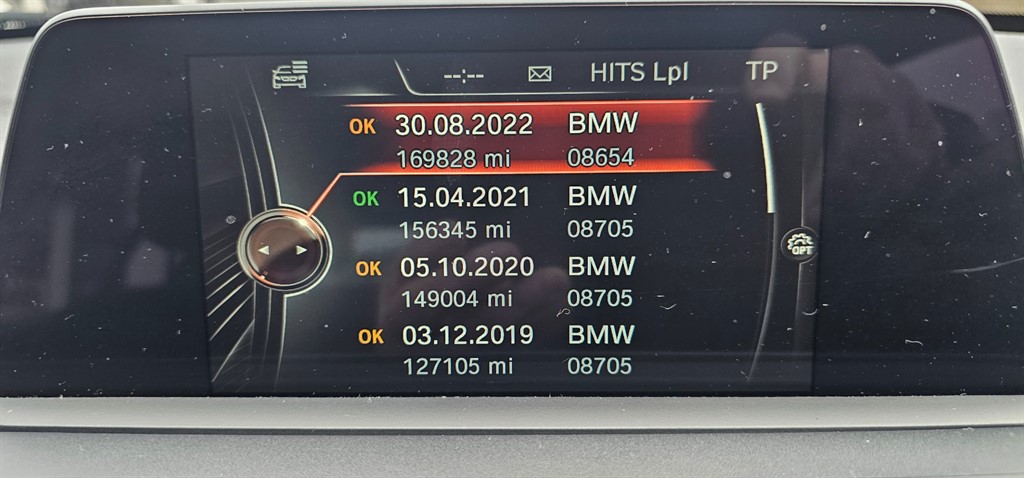 --:-- HITS Lpl TP
OK 30.08.2022 BMW
169828 mi 08654
OK 15.04.2021 BMW
156345 mi 08705
OPT
OK 05.10.2020 BMW
149004 mi 08705
OK 03.12.2019 BMW
127105 mi 08705